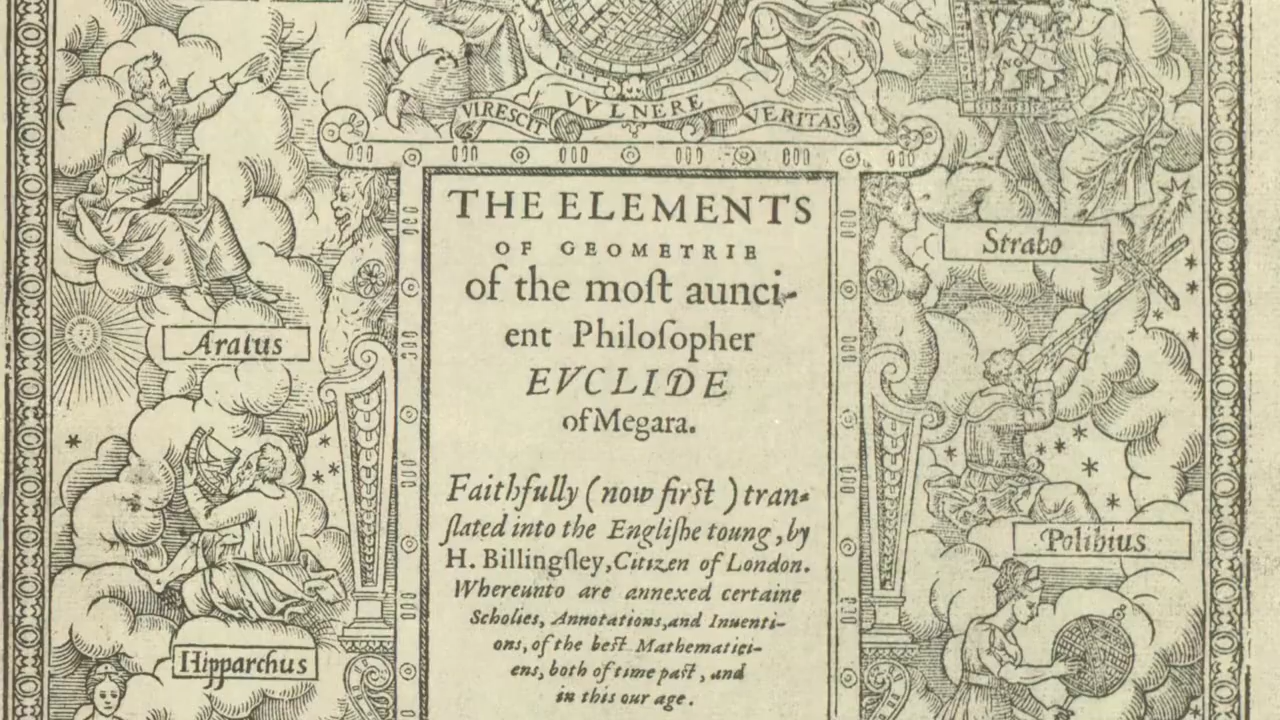 VIRESCIT VVLNERE VERITAS
THE ELEMENTS
OF GEOMETRIE
of the moſt aunci-
ent Philoſopher
EVCLIDE
of Megara.
Faithfully (now firſt) tran-
ſlated into the Engliſhe toung, by
H. Billingſley, Citizen of London.
Whereunto are annexed certaine
Scholies, Annotations, and Inuenti-
ons, of the beſt Mathematici-
ens, both of time paſt, and
in this our age.
Strabo
Aratus
Polibius
Hipparchus